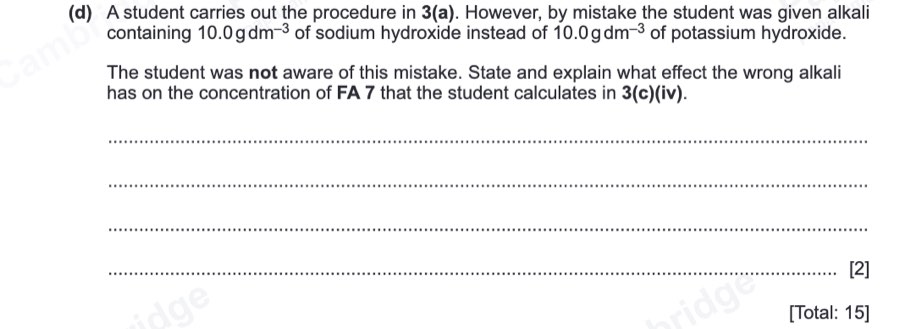 (d) A student carries out the procedure in 3(a). However, by mistake the student was given alkali
containing 10.0 g dm⁻³ of sodium hydroxide instead of 10.0 g dm⁻³ of potassium hydroxide.
The student was not aware of this mistake. State and explain what effect the wrong alkali
has on the concentration of FA 7 that the student calculates in 3(c)(iv).
[2]
[Total: 15]